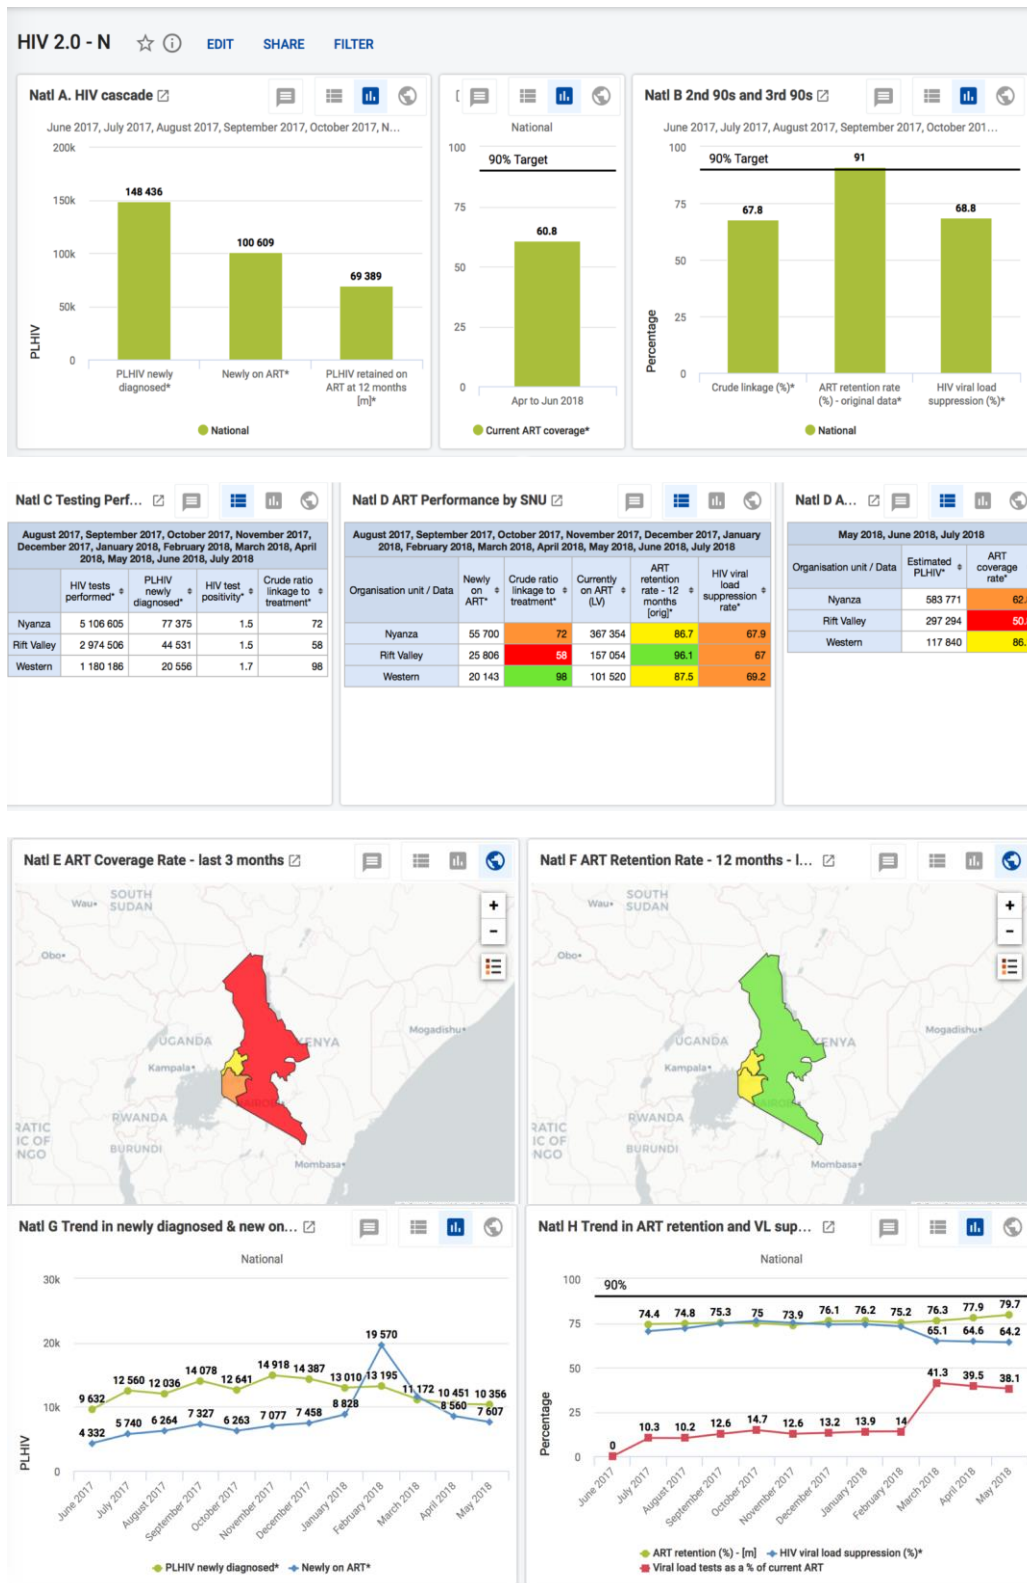 HIV 2.0 - N
EDIT
SHARE
FILTER
Natl A. HIV cascade
June 2017, July 2017, August 2017, September 2017, October 2017, N...
200k
150k
100k
50k
0
PLHIV
148 436
100 609
69 389
PLHIV newly
diagnosed*
Newly on ART*
PLHIV retained on
ART at 12 months
[m]*
National
National
100
90% Target
75
60.8
50
25
0
Apr to Jun 2018
Current ART coverage*
Natl B 2nd 90s and 3rd 90s
June 2017, July 2017, August 2017, September 2017, October 201...
100
90% Target
91
75
67.8
68.8
50
25
0
Percentage
Crude linkage (%)*
ART retention rate
(%) - original data*
HIV viral load
suppression (%)*
National
Natl C Testing Perf...
August 2017, September 2017, October 2017, November 2017,
December 2017, January 2018, February 2018, March 2018, April
2018, May 2018, June 2018, July 2018
HIV tests performed* PLHIV newly diagnosed* HIV test positivity* Crude ratio linkage to treatment*
Nyanza 5 106 605 77 375 1.5 72
Rift Valley 2 974 506 44 531 1.5 58
Western 1 180 186 20 556 1.7 98
Natl D ART Performance by SNU
August 2017, September 2017, October 2017, November 2017, December 2017, January
2018, February 2018, March 2018, April 2018, May 2018, June 2018, July 2018
Organisation unit / Data Newly on ART* Crude ratio linkage to treatment* Currently on ART (LV) ART retention rate - 12 months [orig]* HIV viral load suppression rate*
Nyanza 55 700 72 367 354 86.7 67.9
Rift Valley 25 806 58 157 054 96.1 67
Western 20 143 98 101 520 87.5 69.2
Natl D A...
May 2018, June 2018, July 2018
Organisation unit / Data Estimated PLHIV* ART coverage rate*
Nyanza 583 771 62.
Rift Valley 297 294 50.
Western 117 840 86.
Natl E ART Coverage Rate - last 3 months
+
-
SOUTH
SUDAN
Wau
Obo
UGANDA
KENYA
Mogadishu
Kampala
NAIROBI
RWANDA
RATIC
IC OF
NGO
BURUNDI
Mombasa
Natl F ART Retention Rate - 12 months - l...
+
-
SOUTH
SUDAN
Wau
Obo
UGANDA
KENYA
Mogadishu
Kampala
NAIROBI
RWANDA
RATIC
IC OF
NGO
BURUNDI
Mombasa
Natl G Trend in newly diagnosed & new on...
National
30k
20k
10k
0
PLHIV
9 632 12 560 12 036 14 078 12 641 14 918 14 387 13 010 13 195 11 172 10 451 10 356
4 332 5 740 6 264 7 327 6 263 7 077 7 458 8 828 19 570 8 560 7 607
June 2017 July 2017 August 2017 September 2017 October 2017 November 2017 December 2017 January 2018 February 2018 March 2018 April 2018 May 2018
PLHIV newly diagnosed* Newly on ART*
Natl H Trend in ART retention and VL sup...
National
100
90%
75
50
25
0
Percentage
74.4 74.8 75.3 75 73.9 76.1 76.2 75.2 76.3 77.9 79.7
65.1 64.6 64.2
0 10.3 10.2 12.6 14.7 12.6 13.2 13.9 14 41.3 39.5 38.1
June 2017 July 2017 August 2017 September 2017 October 2017 November 2017 December 2017 January 2018 February 2018 March 2018 April 2018 May 2018
ART retention (%) - [m] HIV viral load suppression (%)*
Viral load tests as a % of current ART